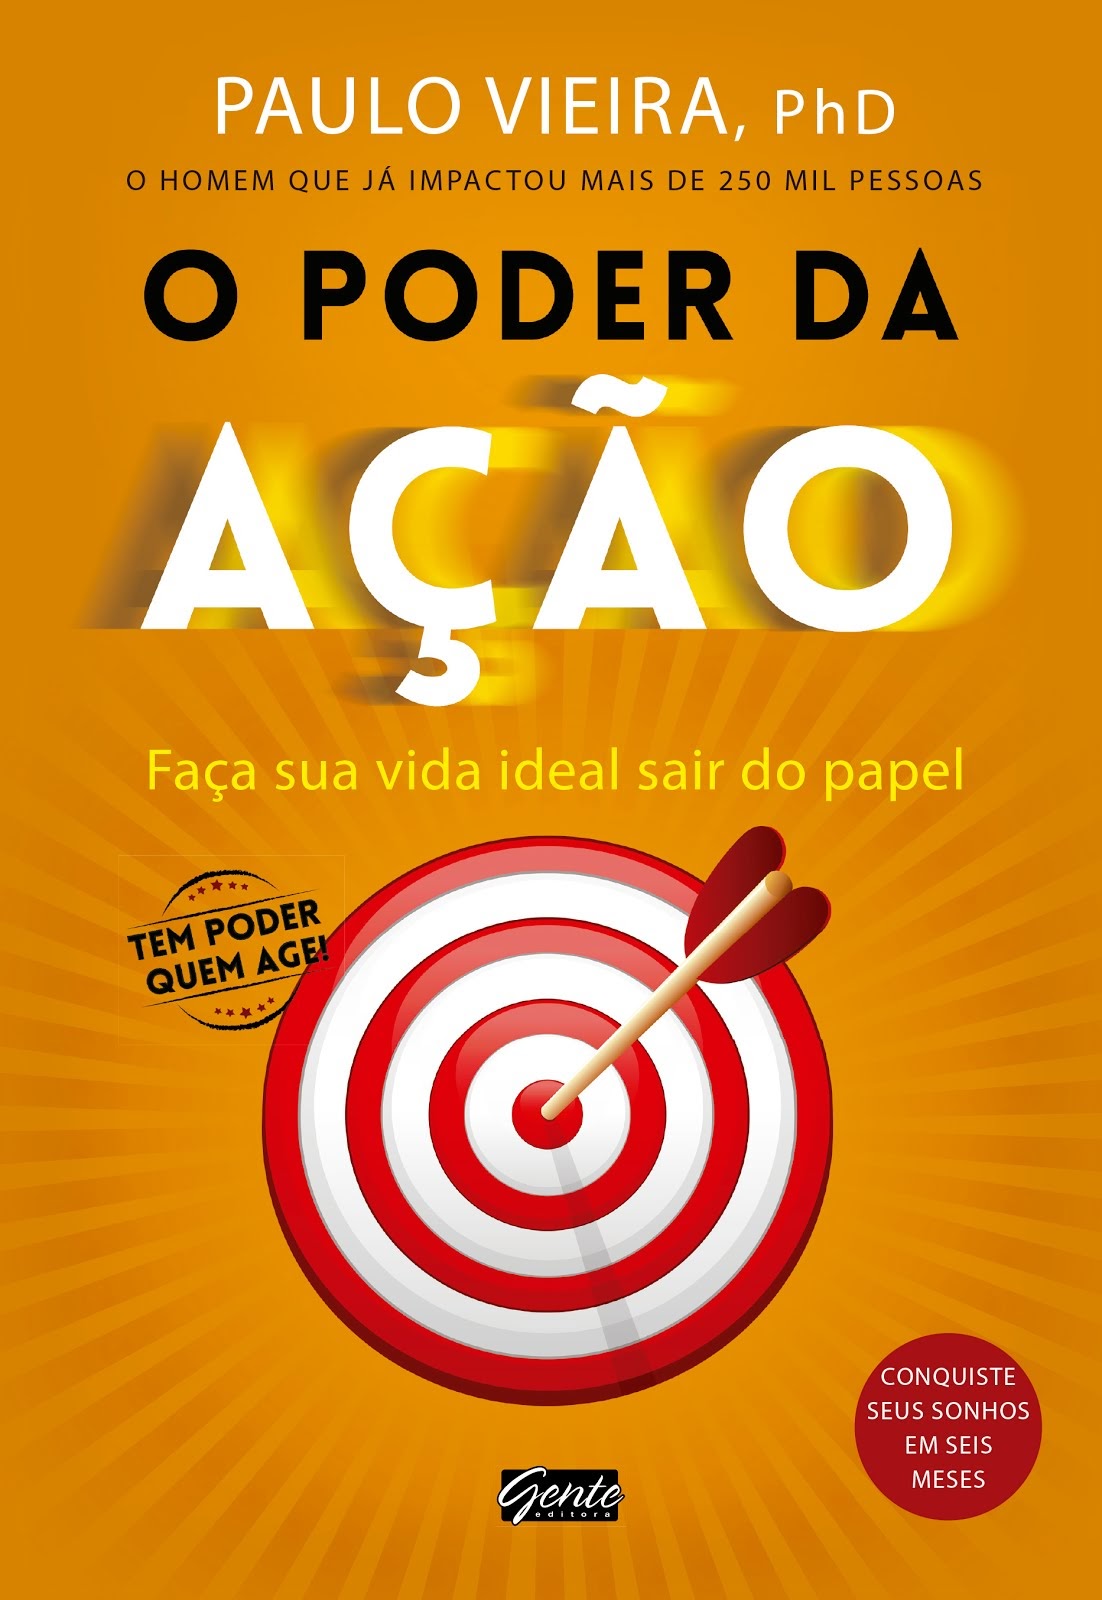 PAULO VIEIRA, PhD
O HOMEM QUE JÁ IMPACTOU MAIS DE 250 MIL PESSOAS
O PODER DA
AÇÃO
Faça sua vida ideal sair do papel
TEM PODER
QUEM AGE!
CONQUISTE
SEUS SONHOS
EM SEIS
MESES
Gente
editora